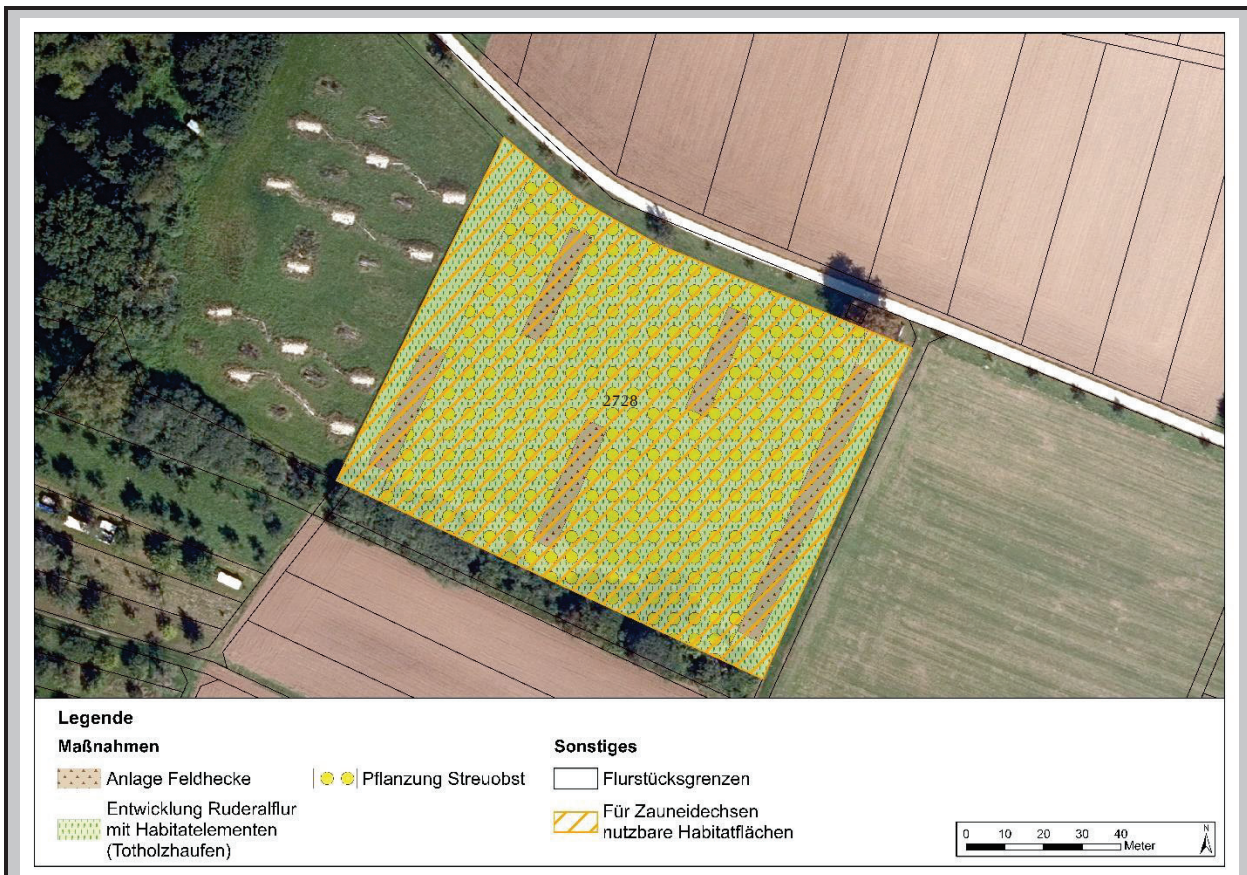 2728
Legende
Maßnahmen
Anlage Feldhecke
Pflanzung Streuobst
Entwicklung Ruderalflur
mit Habitatelementen
(Totholzhaufen)
Sonstiges
Flurstücksgrenzen
Für Zauneidechsen
nutzbare Habitatflächen
0 10 20 30 40
Meter
N